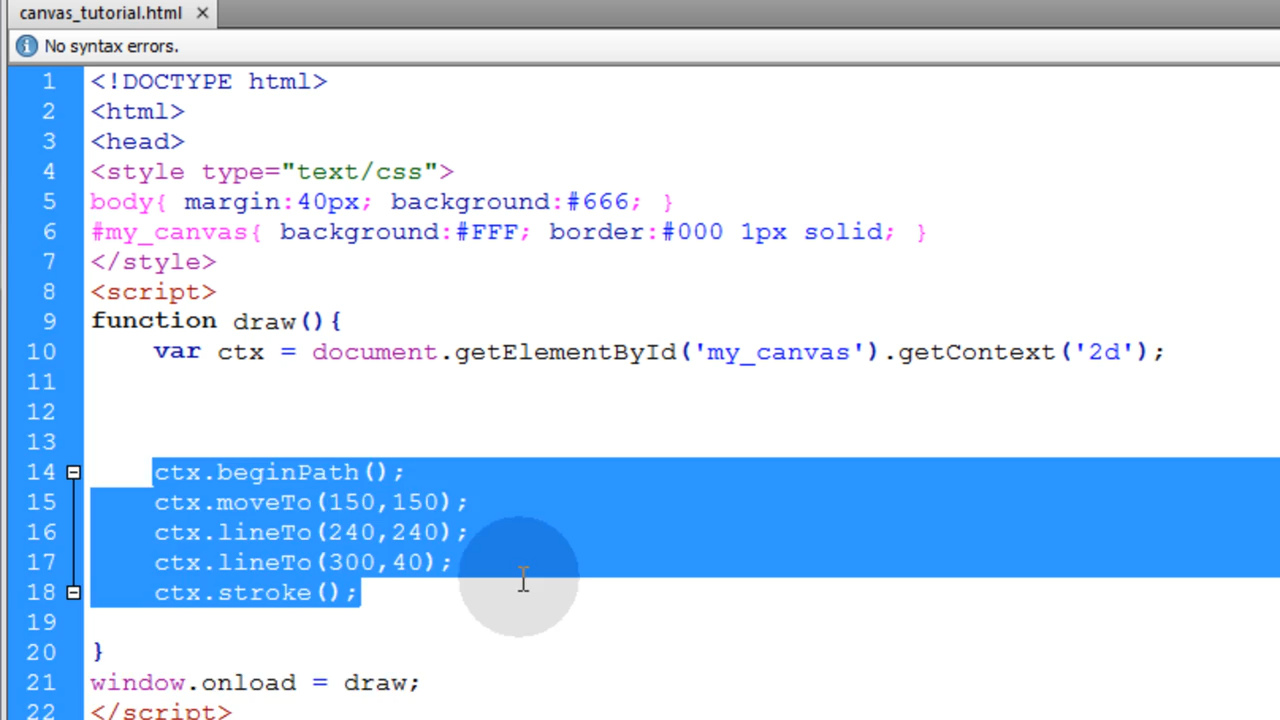 canvas_tutorial.html ×
No syntax errors.
1 <!DOCTYPE html>
2 <html>
3 <head>
4 <style type="text/css">
5 body{ margin:40px; background:#666; }
6 #my_canvas{ background:#FFF; border:#000 1px solid; }
7 </style>
8 <script>
9 function draw(){
10 var ctx = document.getElementById('my_canvas').getContext('2d');
11
12
13
14 ctx.beginPath();
15 ctx.moveTo(150,150);
16 ctx.lineTo(240,240);
17 ctx.lineTo(300,40);
18 ctx.stroke();
19
20 }
21 window.onload = draw;
22 </script>